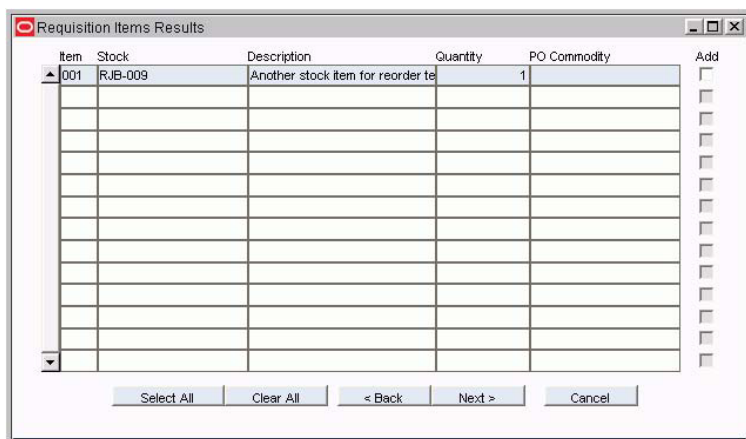 Requisition Items Results
Item Stock Description Quantity PO Commodity Add
001 RJB-009 Another stock item for reorder te 1
Select All Clear All < Back Next > Cancel